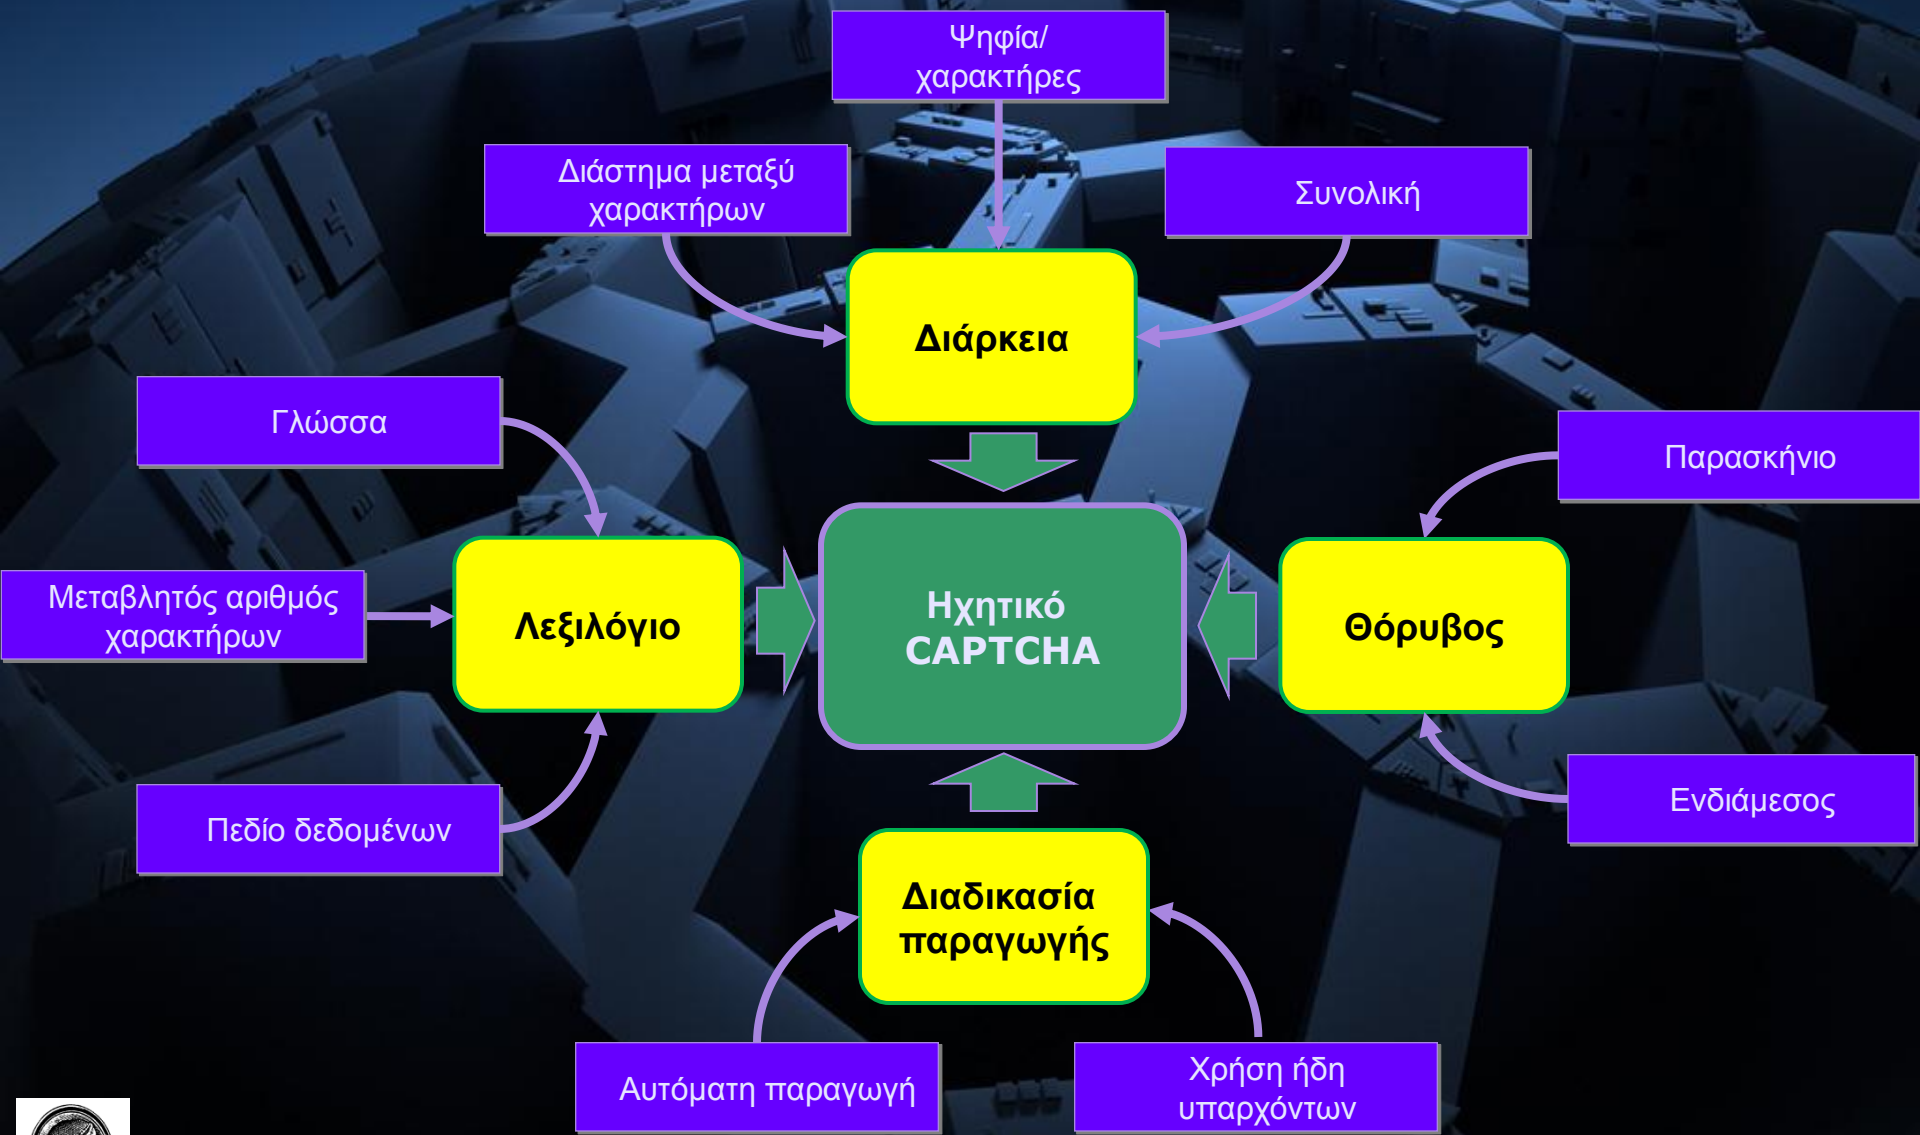 Ψηφία/
χαρακτήρες
Διάστημα μεταξύ
χαρακτήρων
Συνολική
Διάρκεια
Γλώσσα
Παρασκήνιο
Μεταβλητός αριθμός
χαρακτήρων
Λεξιλόγιο
Ηχητικό
CAPTCHA
Θόρυβος
Πεδίο δεδομένων
Ενδιάμεσος
Διαδικασία
παραγωγής
Αυτόματη παραγωγή
Χρήση ήδη
υπαρχόντων